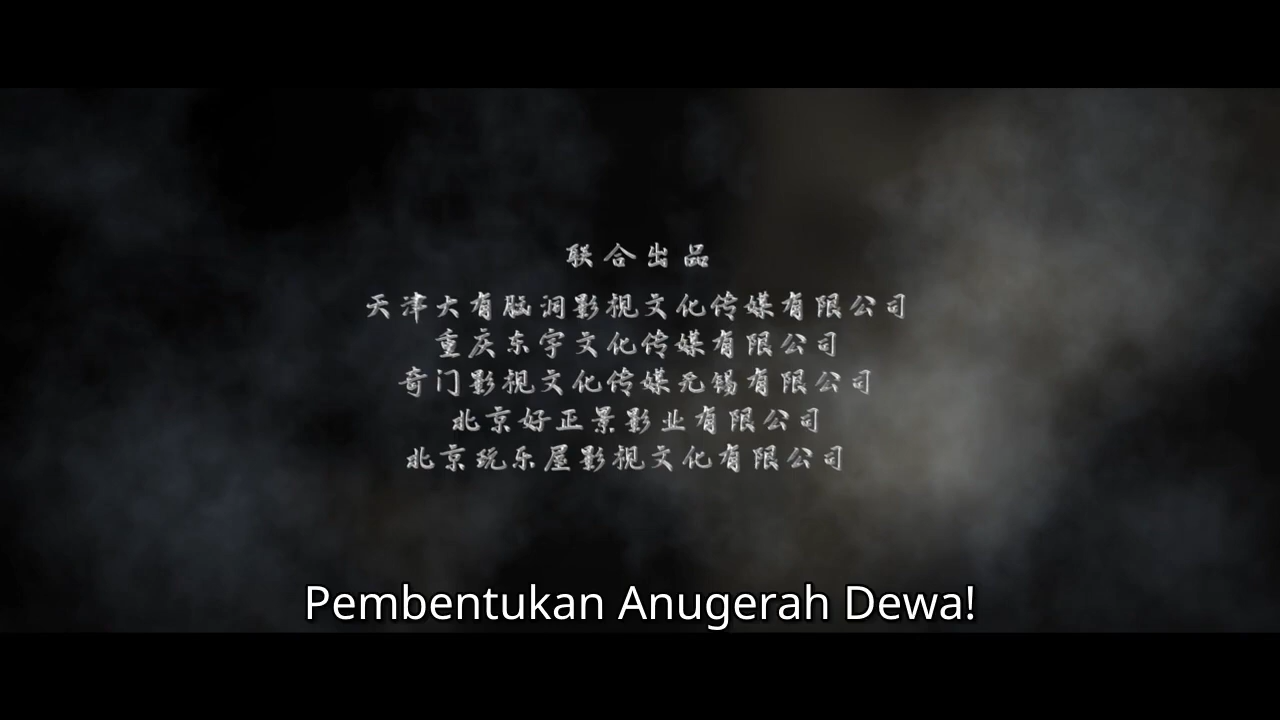 联合出品
天津大有脑洞影视文化传媒有限公司
重庆东宇文化传媒有限公司
奇门影视文化传媒无锡有限公司
北京好正景影业有限公司
北京玩乐屋影视文化有限公司
Pembentukan Anugerah Dewa!